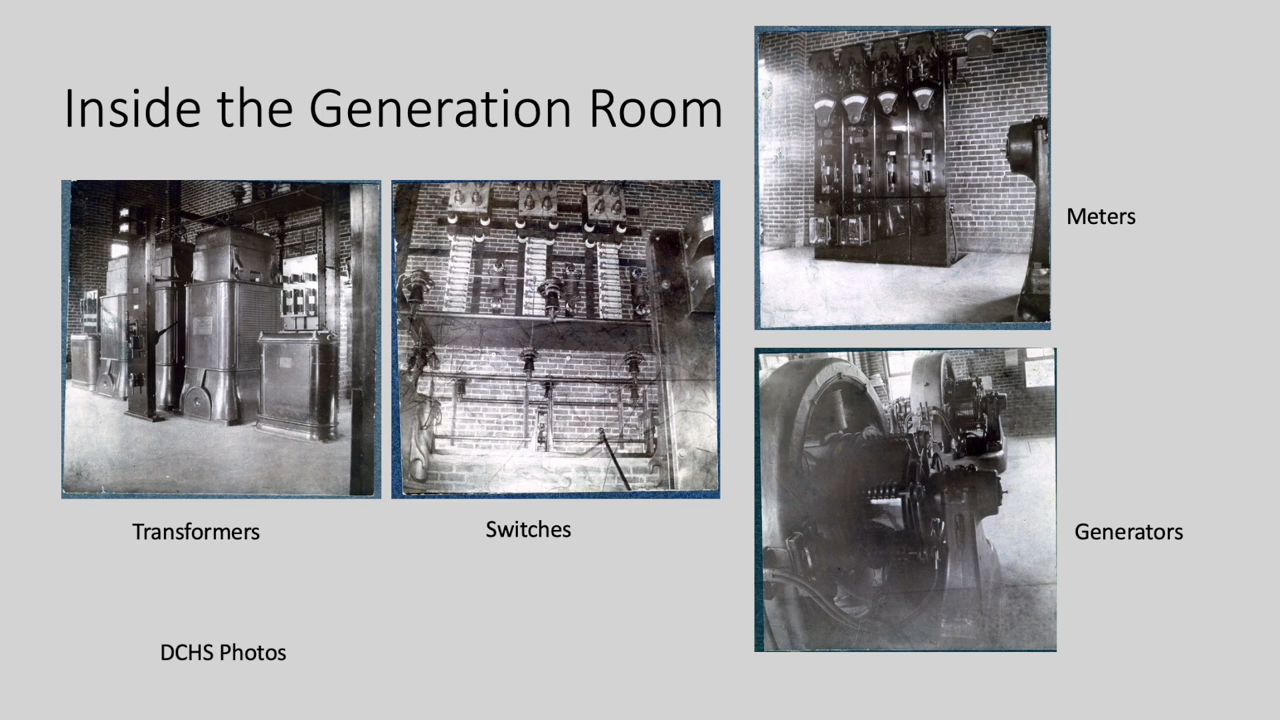 Inside the Generation Room
Meters
Transformers
Switches
Generators
DCHS Photos